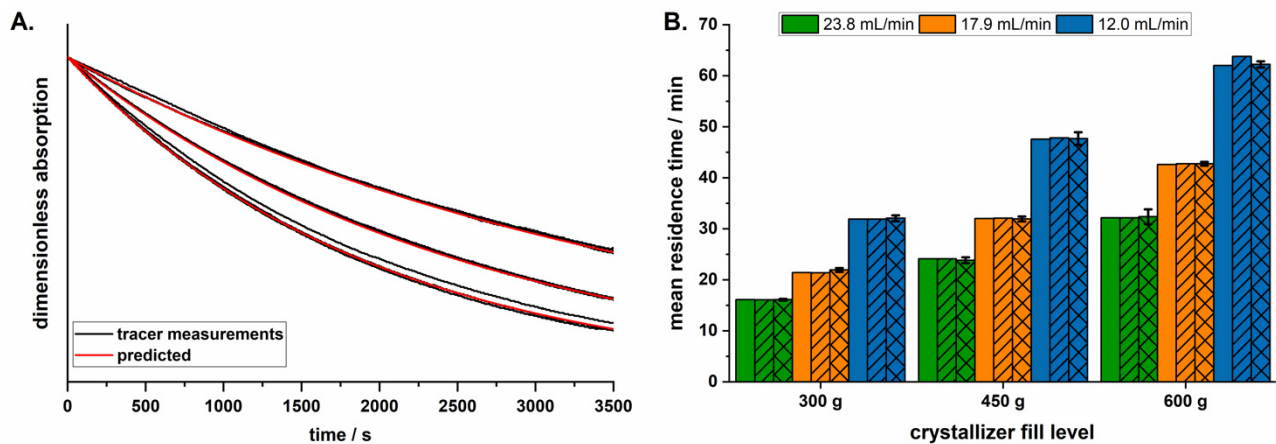 A.
dimensionless absorption
tracer measurements
predicted
0 500 1000 1500 2000 2500 3000 3500
time / s
B.
23.8 mL/min 17.9 mL/min 12.0 mL/min
mean residence time / min
70
60
50
40
30
20
10
0
300 g 450 g 600 g
crystallizer fill level